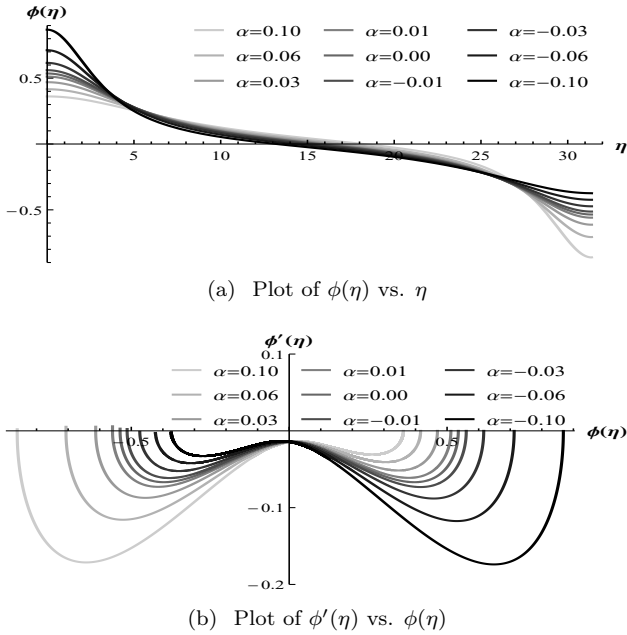 ϕ(η)
α=0.10 α=0.01 α=−0.03
α=0.06 α=0.00 α=−0.06
α=0.03 α=−0.01 α=−0.10
0.5
5 10 15 20 25 30 η
−0.5
(a) Plot of ϕ(η) vs. η
ϕ′(η)
0.1
α=0.10 α=0.01 α=−0.03
α=0.06 α=0.00 α=−0.06
α=0.03 α=−0.01 α=−0.10
−0.5 0.5 ϕ(η)
−0.1
−0.2
(b) Plot of ϕ′(η) vs. ϕ(η)